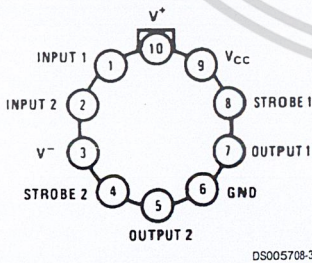 V+
INPUT 1
1
10
9
VCC
INPUT 2
2
8
STROBE 1
V−
3
7
OUTPUT 1
STROBE 2
4
5
6
GND
OUTPUT 2
DS005708-3